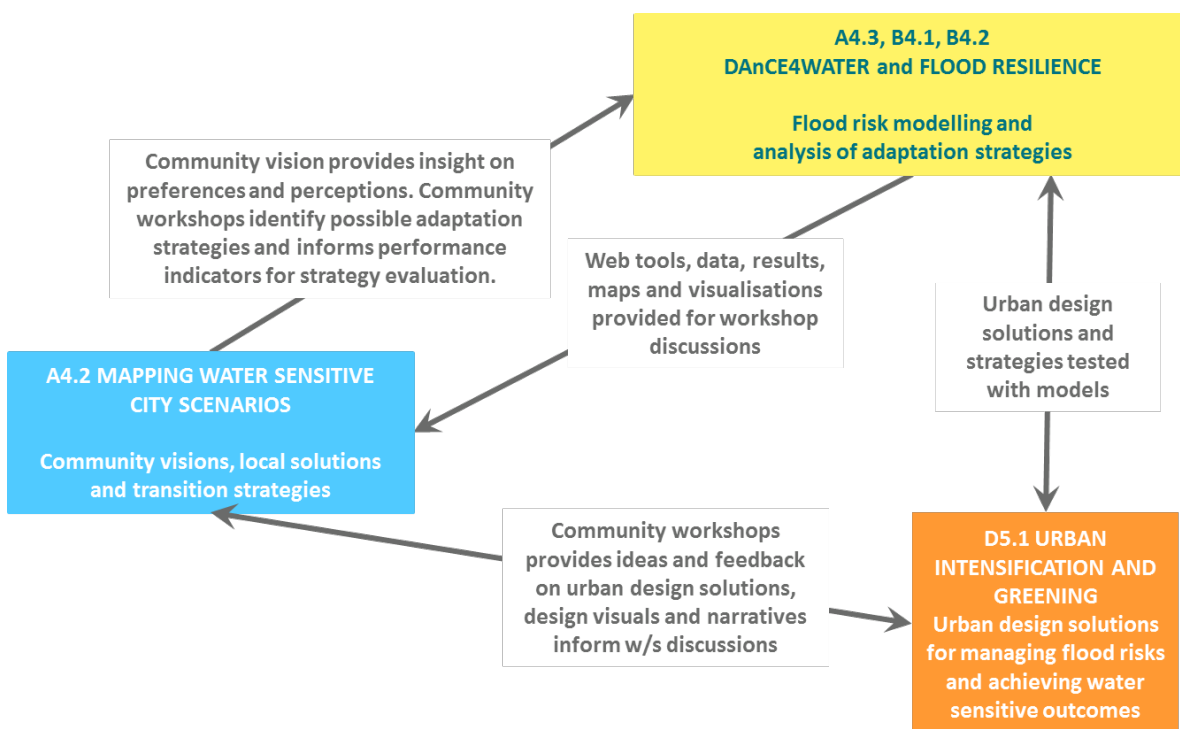 A4.3, B4.1, B4.2
DAnCE4WATER and FLOOD RESILIENCE
Flood risk modelling and
analysis of adaptation strategies
Community vision provides insight on
preferences and perceptions. Community
workshops identify possible adaptation
strategies and informs performance
indicators for strategy evaluation.
Web tools, data, results,
maps and visualisations
provided for workshop
discussions
Urban design
solutions and
strategies tested
with models
A4.2 MAPPING WATER SENSITIVE
CITY SCENARIOS
Community visions, local solutions
and transition strategies
Community workshops
provides ideas and feedback
on urban design solutions,
design visuals and narratives
inform w/s discussions
D5.1 URBAN
INTENSIFICATION AND
GREENING
Urban design solutions
for managing flood risks
and achieving water
sensitive outcomes